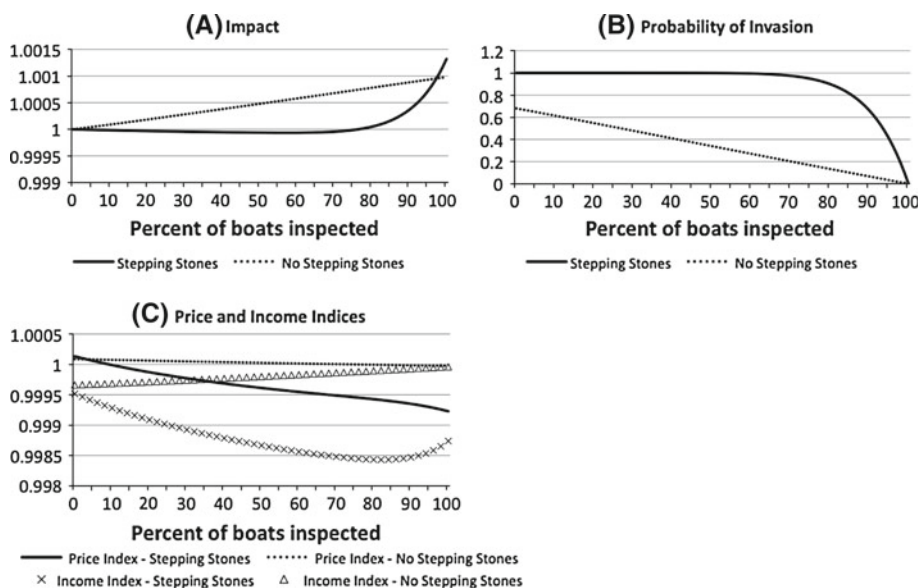 (A) Impact
1.0015
1.001
1.0005
1
0.9995
0.999
0 10 20 30 40 50 60 70 80 90 100
Percent of boats inspected
Stepping Stones No Stepping Stones
(B) Probability of Invasion
1.2
1
0.8
0.6
0.4
0.2
0
0 10 20 30 40 50 60 70 80 90 100
Percent of boats inspected
Stepping Stones No Stepping Stones
(C) Price and Income Indices
1.0005
1
0.9995
0.999
0.9985
0.998
0 10 20 30 40 50 60 70 80 90 100
Percent of boats inspected
Price Index - Stepping Stones Price Index - No Stepping Stones
Income Index - Stepping Stones Income Index - No Stepping Stones